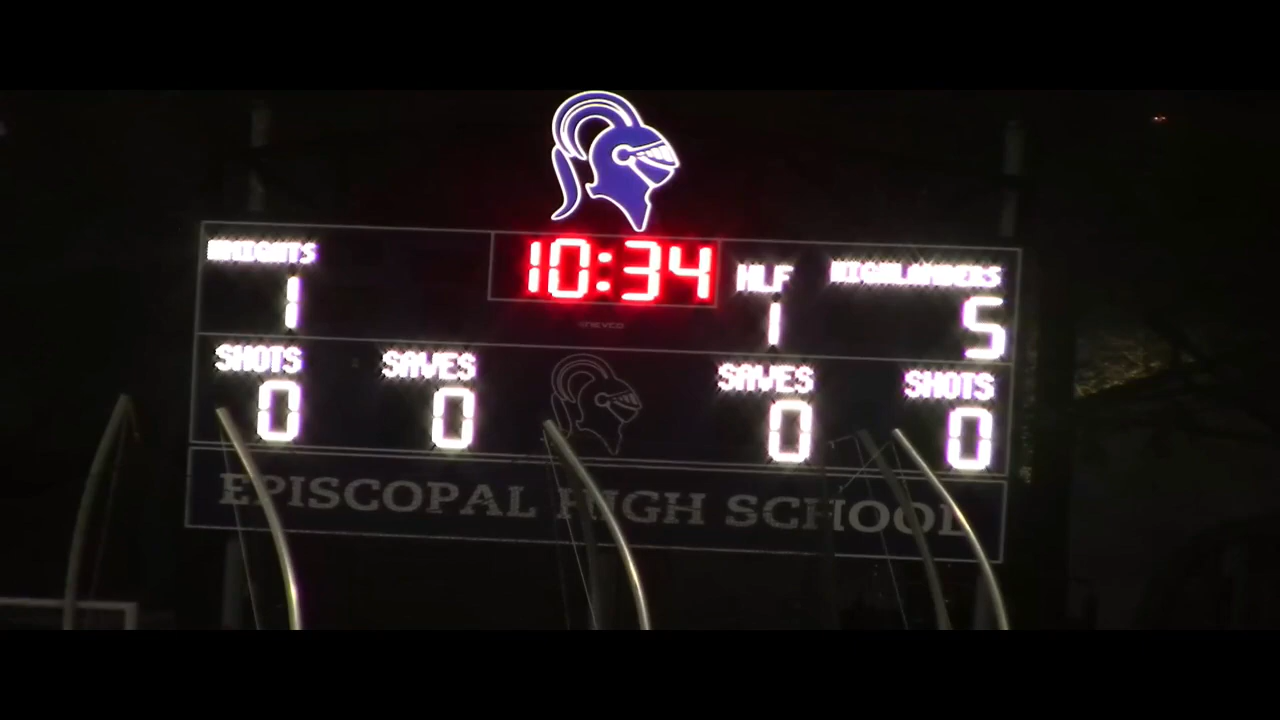 KNIGHTS 10:34 HLF HIGHLANDERS
1 1 5
NEVCO
SHOTS SAVES SAVES SHOTS
0 0 0 0
EPISCOPAL HIGH SCHOOL